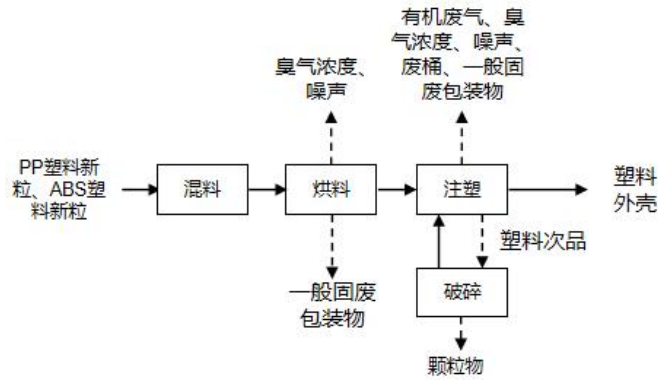 有机废气、臭
气浓度、噪声、
废桶、一般固
废包装物
臭气浓度、
噪声
PP塑料新
粒、ABS塑
料新粒
混料
烘料
注塑
塑料
外壳
塑料次品
一般固废
包装物
破碎
颗粒物